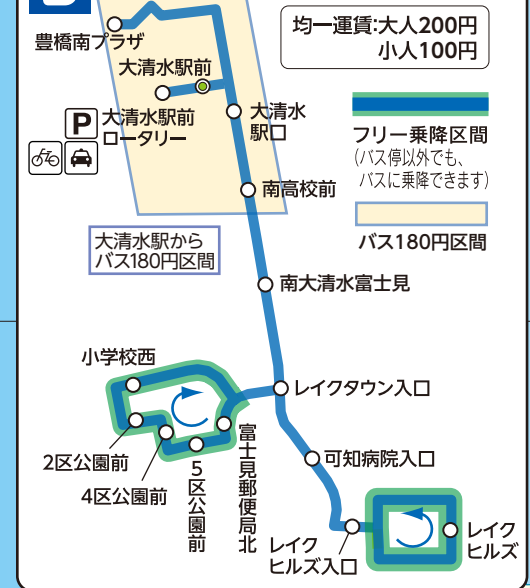 均一運賃:大人200円
小人100円
豊橋南プラザ
大清水駅前
大清水駅前
ロータリー
P
大清水
駅口
フリー乗降区間
(バス停以外でも、
バスに乗降できます)
南高校前
バス180円区間
大清水駅から
バス180円区間
南大清水富士見
小学校西
レイクタウン入口
2区公園前
4区公園前
5区公園前
富士見郵便局北
可知病院入口
レイク
ヒルズ入口
レイク
ヒルズ